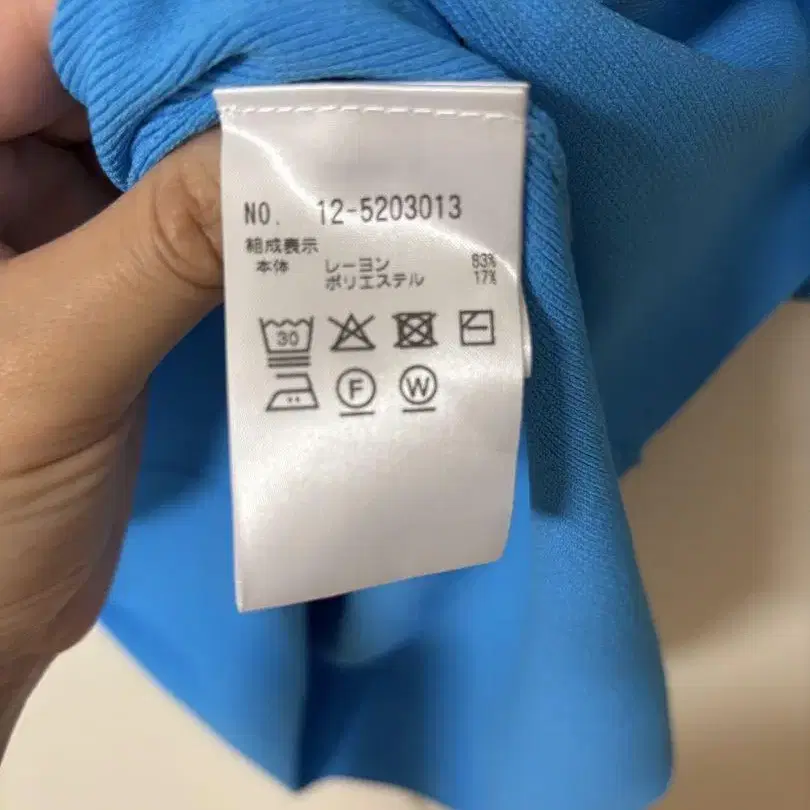 NO. 12-5203013
組成表示
本体 レーヨン 83%
ポリエステル 17%
30
F W